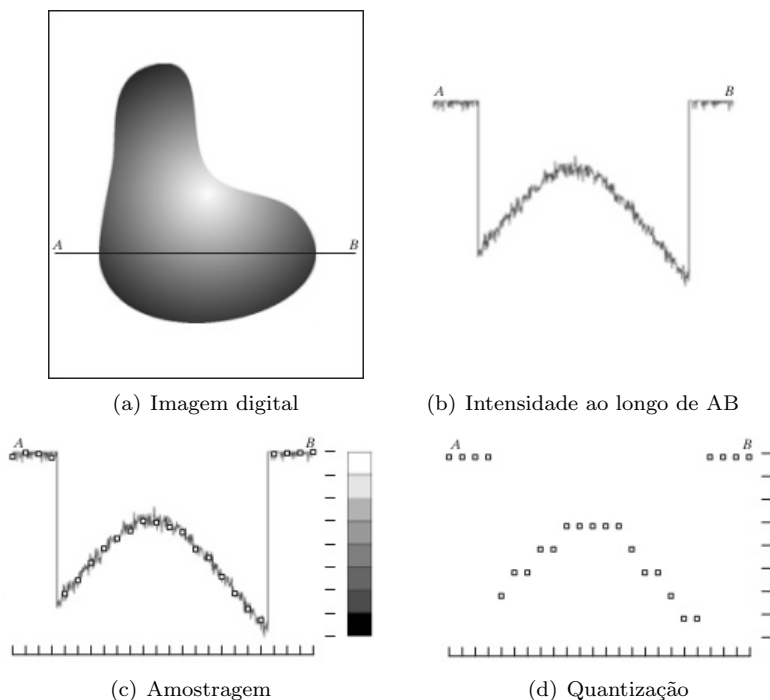 A B
A B
(a) Imagem digital
(b) Intensidade ao longo de AB
A B
A B
(c) Amostragem
(d) Quantização